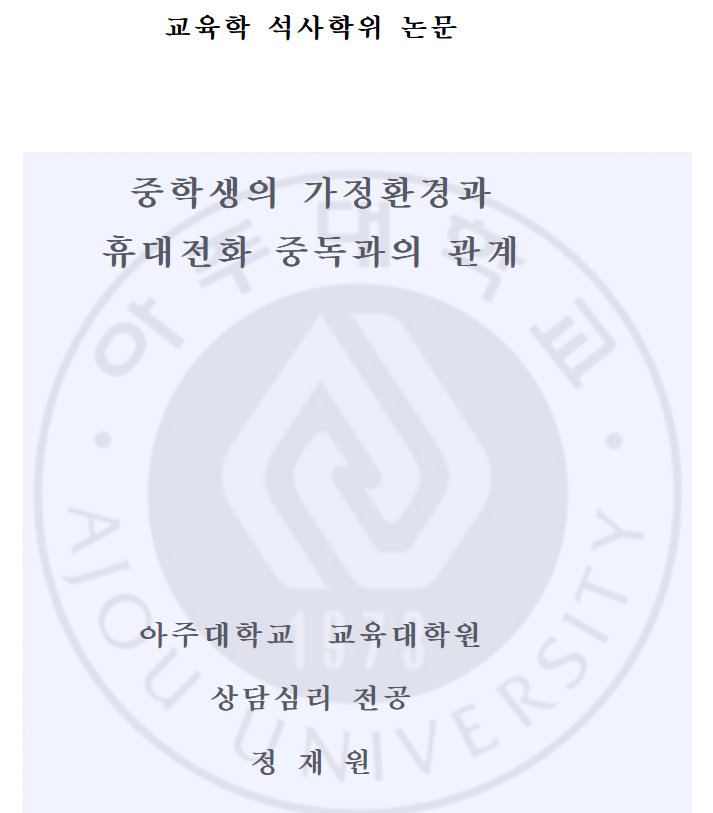 교육학 석사학위 논문
중학생의 가정환경과
휴대전화 중독과의 관계
아주대학교
AJOU UNIVERSITY
1973
아주대학교 교육대학원
상담심리 전공
정 재 원